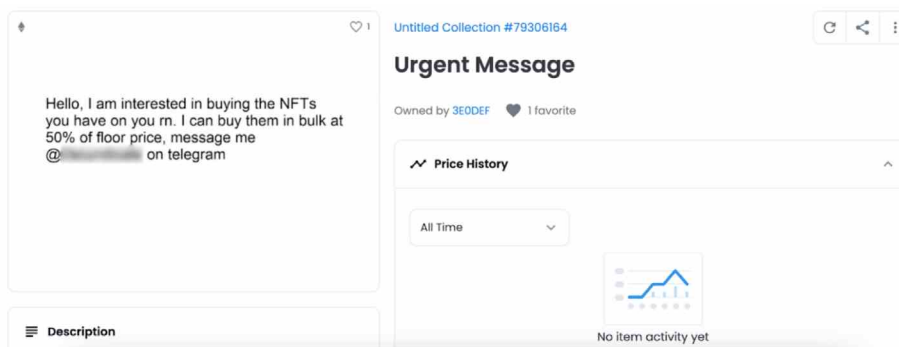 1
Hello, I am interested in buying the NFTs
you have on you rn. I can buy them in bulk at
50% of floor price, message me
@ on telegram
Description
Untitled Collection #79306164
Urgent Message
Owned by 3E0DEF 1 favorite
Price History
All Time
No item activity yet